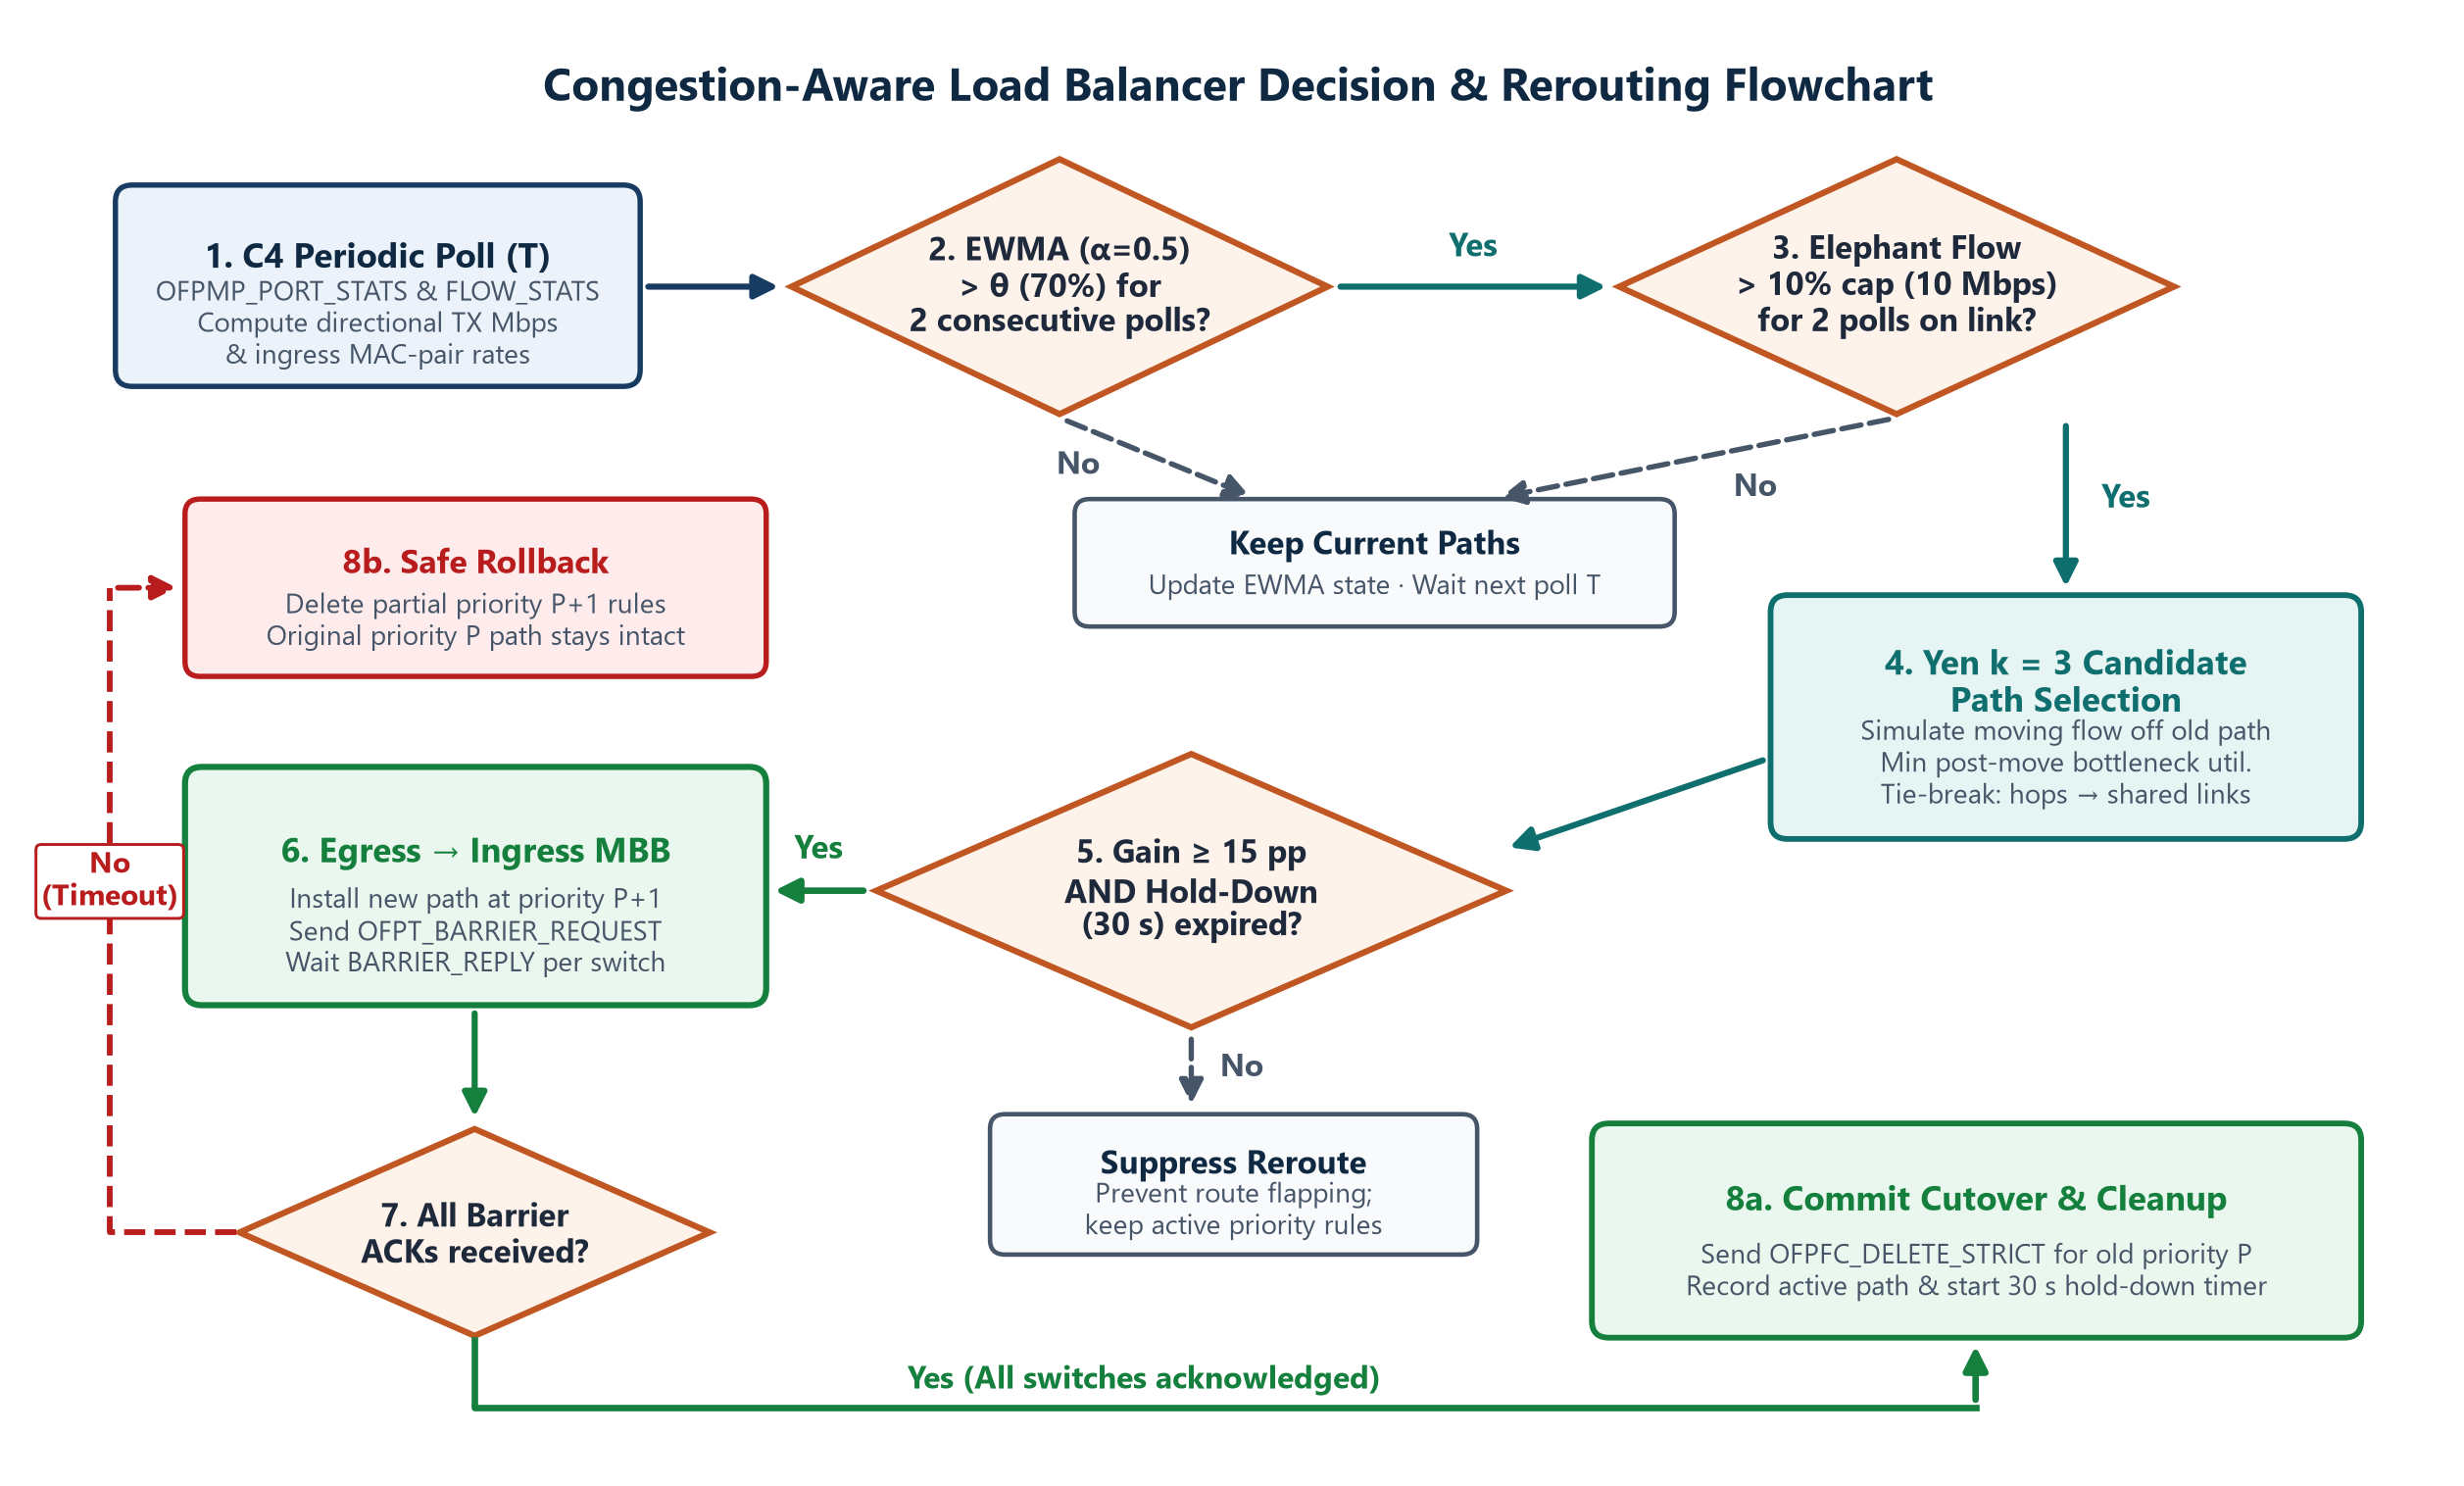 Congestion-Aware Load Balancer Decision & Rerouting Flowchart
1. C4 Periodic Poll (T)
OFPMP_PORT_STATS & FLOW_STATS
Compute directional TX Mbps
& ingress MAC-pair rates
2. EWMA (α=0.5)
> θ (70%) for
2 consecutive polls?
Yes
3. Elephant Flow
> 10% cap (10 Mbps)
for 2 polls on link?
No
No
Yes
Keep Current Paths
Update EWMA state · Wait next poll T
8b. Safe Rollback
Delete partial priority P+1 rules
Original priority P path stays intact
4. Yen k = 3 Candidate
Path Selection
Simulate moving flow off old path
Min post-move bottleneck util.
Tie-break: hops → shared links
5. Gain ≥ 15 pp
AND Hold-Down
(30 s) expired?
Yes
6. Egress → Ingress MBB
Install new path at priority P+1
Send OFPT_BARRIER_REQUEST
Wait BARRIER_REPLY per switch
No
(Timeout)
No
Suppress Reroute
Prevent route flapping;
keep active priority rules
7. All Barrier
ACKs received?
8a. Commit Cutover & Cleanup
Send OFPFC_DELETE_STRICT for old priority P
Record active path & start 30 s hold-down timer
Yes (All switches acknowledged)